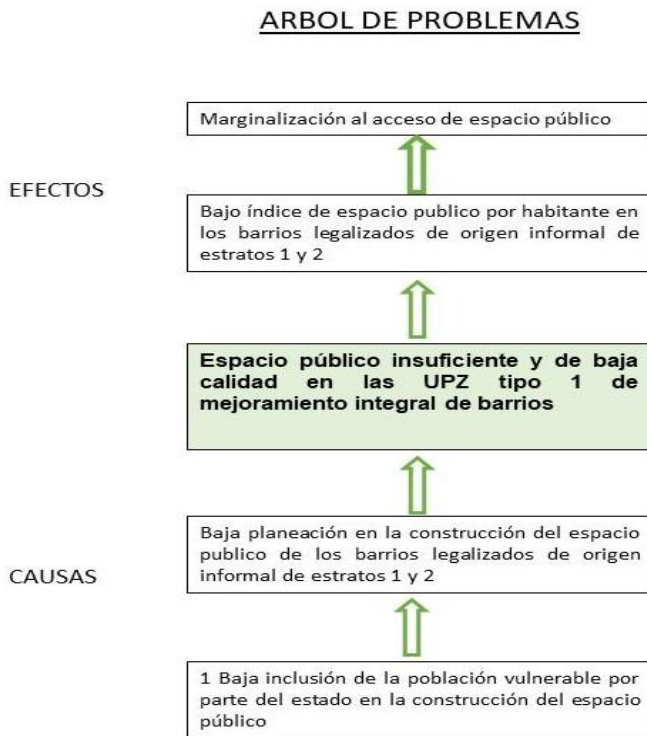 ARBOL DE PROBLEMAS
Marginalización al acceso de espacio público
EFECTOS
Bajo índice de espacio publico por habitante en
los barrios legalizados de origen informal de
estratos 1 y 2
Espacio público insuficiente y de baja
calidad en las UPZ tipo 1 de
mejoramiento integral de barrios
Baja planeación en la construcción del espacio
publico de los barrios legalizados de origen
informal de estratos 1 y 2
CAUSAS
1 Baja inclusión de la población vulnerable por
parte del estado en la construcción del espacio
público